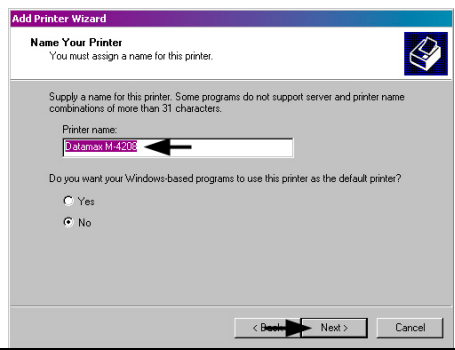 Add Printer Wizard
Name Your Printer
You must assign a name for this printer.
Supply a name for this printer. Some programs do not support server and printer name
combinations of more than 31 characters.
Printer name:
Datamax M-4208
Do you want your Windows-based programs to use this printer as the default printer?
Yes
No
< Back Next > Cancel